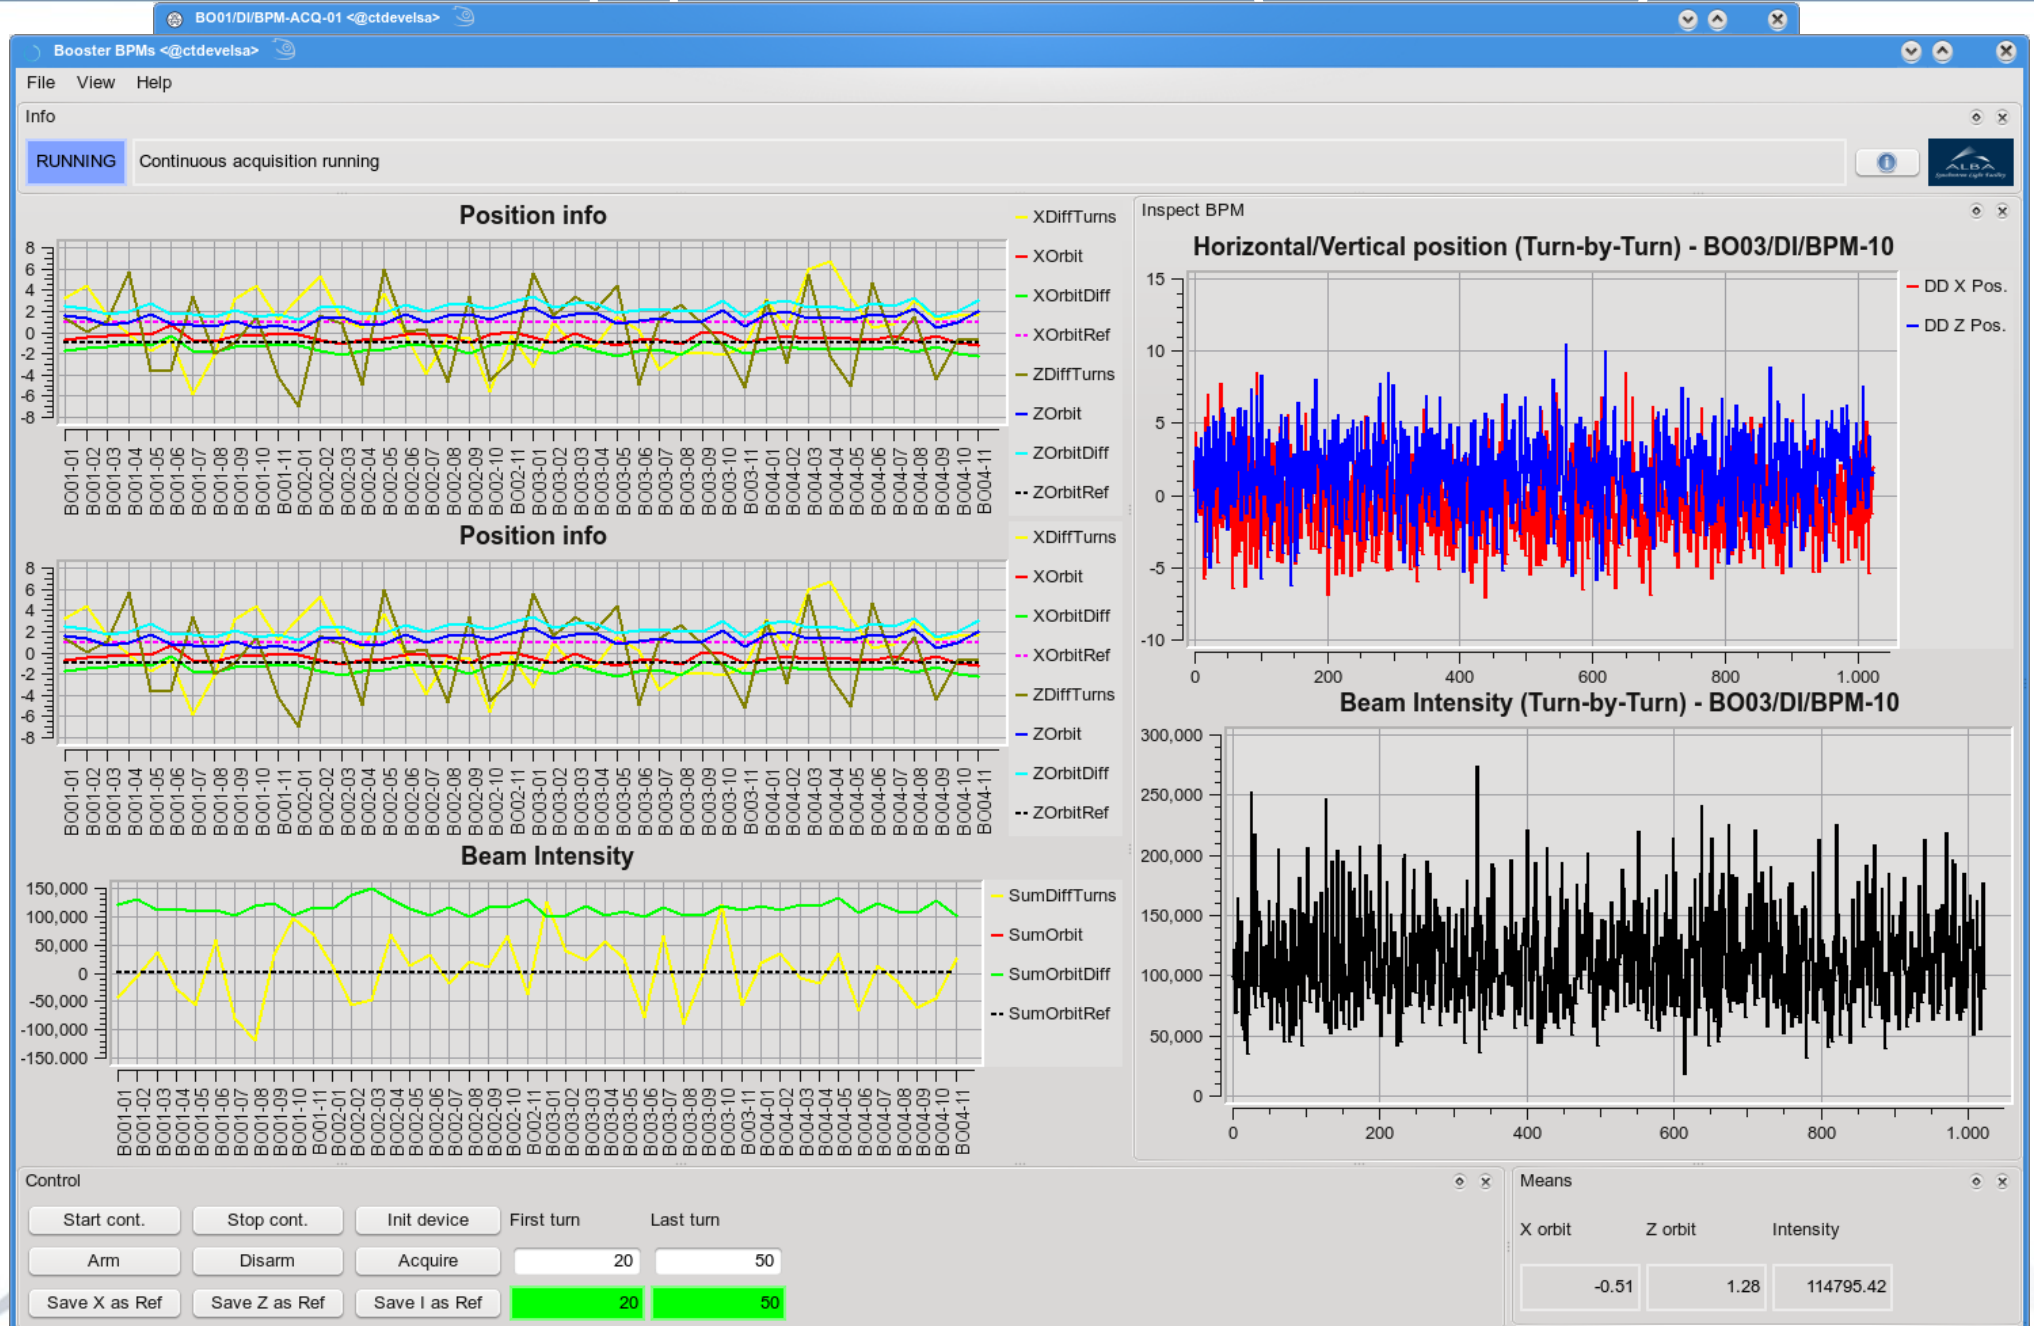 BO01/DI/BPM-ACQ-01 <@ctdevelsa>
Booster BPMs <@ctdevelsa>
File View Help
Info
RUNNING Continuous acquisition running
ALBA
Synchrotron Light Facility
Position info
8
6
4
2
0
-2
-4
-6
-8
BO01-01 BO01-02 BO01-03 BO01-04 BO01-05 BO01-06 BO01-07 BO01-08 BO01-09 BO01-10 BO01-11 BO02-01 BO02-02 BO02-03 BO02-04 BO02-05 BO02-06 BO02-07 BO02-08 BO02-09 BO02-10 BO02-11 BO03-01 BO03-02 BO03-03 BO03-04 BO03-05 BO03-06 BO03-07 BO03-08 BO03-09 BO03-10 BO03-11 BO04-01 BO04-02 BO04-03 BO04-04 BO04-05 BO04-06 BO04-07 BO04-08 BO04-09 BO04-10 BO04-11
XDiffTurns
XOrbit
XOrbitDiff
XOrbitRef
ZDiffTurns
ZOrbit
ZOrbitDiff
ZOrbitRef
Position info
8
6
4
2
0
-2
-4
-6
-8
BO01-01 BO01-02 BO01-03 BO01-04 BO01-05 BO01-06 BO01-07 BO01-08 BO01-09 BO01-10 BO01-11 BO02-01 BO02-02 BO02-03 BO02-04 BO02-05 BO02-06 BO02-07 BO02-08 BO02-09 BO02-10 BO02-11 BO03-01 BO03-02 BO03-03 BO03-04 BO03-05 BO03-06 BO03-07 BO03-08 BO03-09 BO03-10 BO03-11 BO04-01 BO04-02 BO04-03 BO04-04 BO04-05 BO04-06 BO04-07 BO04-08 BO04-09 BO04-10 BO04-11
XDiffTurns
XOrbit
XOrbitDiff
XOrbitRef
ZDiffTurns
ZOrbit
ZOrbitDiff
ZOrbitRef
Beam Intensity
150,000
100,000
50,000
0
-50,000
-100,000
-150.000
BO01-01 BO01-02 BO01-03 BO01-04 BO01-05 BO01-06 BO01-07 BO01-08 BO01-09 BO01-10 BO01-11 BO02-01 BO02-02 BO02-03 BO02-04 BO02-05 BO02-06 BO02-07 BO02-08 BO02-09 BO02-10 BO02-11 BO03-01 BO03-02 BO03-03 BO03-04 BO03-05 BO03-06 BO03-07 BO03-08 BO03-09 BO03-10 BO03-11 BO04-01 BO04-02 BO04-03 BO04-04 BO04-05 BO04-06 BO04-07 BO04-08 BO04-09 BO04-10 BO04-11
SumDiffTurns
SumOrbit
SumOrbitDiff
SumOrbitRef
Inspect BPM
Horizontal/Vertical position (Turn-by-Turn) - BO03/DI/BPM-10
15
10
5
0
-5
-10
0 200 400 600 800 1.000
DD X Pos.
DD Z Pos.
Beam Intensity (Turn-by-Turn) - BO03/DI/BPM-10
300,000
250,000
200,000
150,000
100,000
50,000
0
0 200 400 600 800 1.000
Control
Start cont. Stop cont. Init device First turn Last turn
Arm Disarm Acquire 20 50
Save X as Ref Save Z as Ref Save I as Ref 20 50
Means
X orbit Z orbit Intensity
-0.51 1.28 114795.42